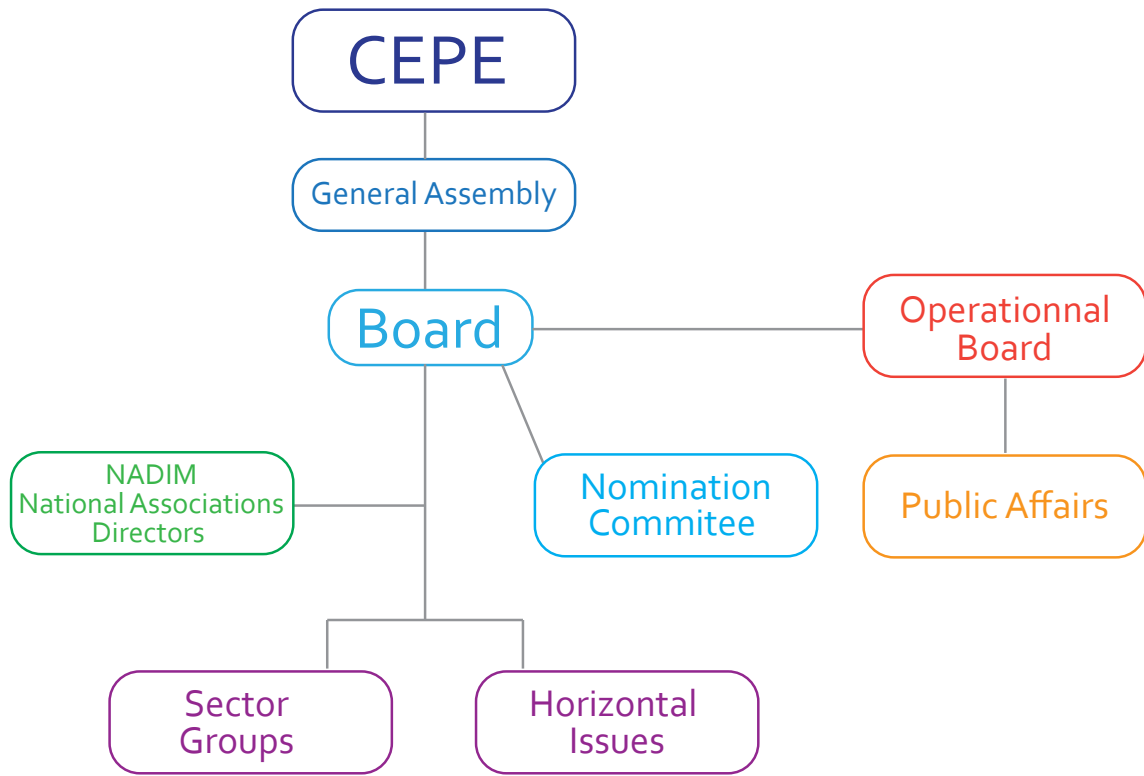 CEPE
General Assembly
Board
Operationnal
Board
NADIM
National Associations
Directors
Nomination
Commitee
Public Affairs
Sector
Groups
Horizontal
Issues